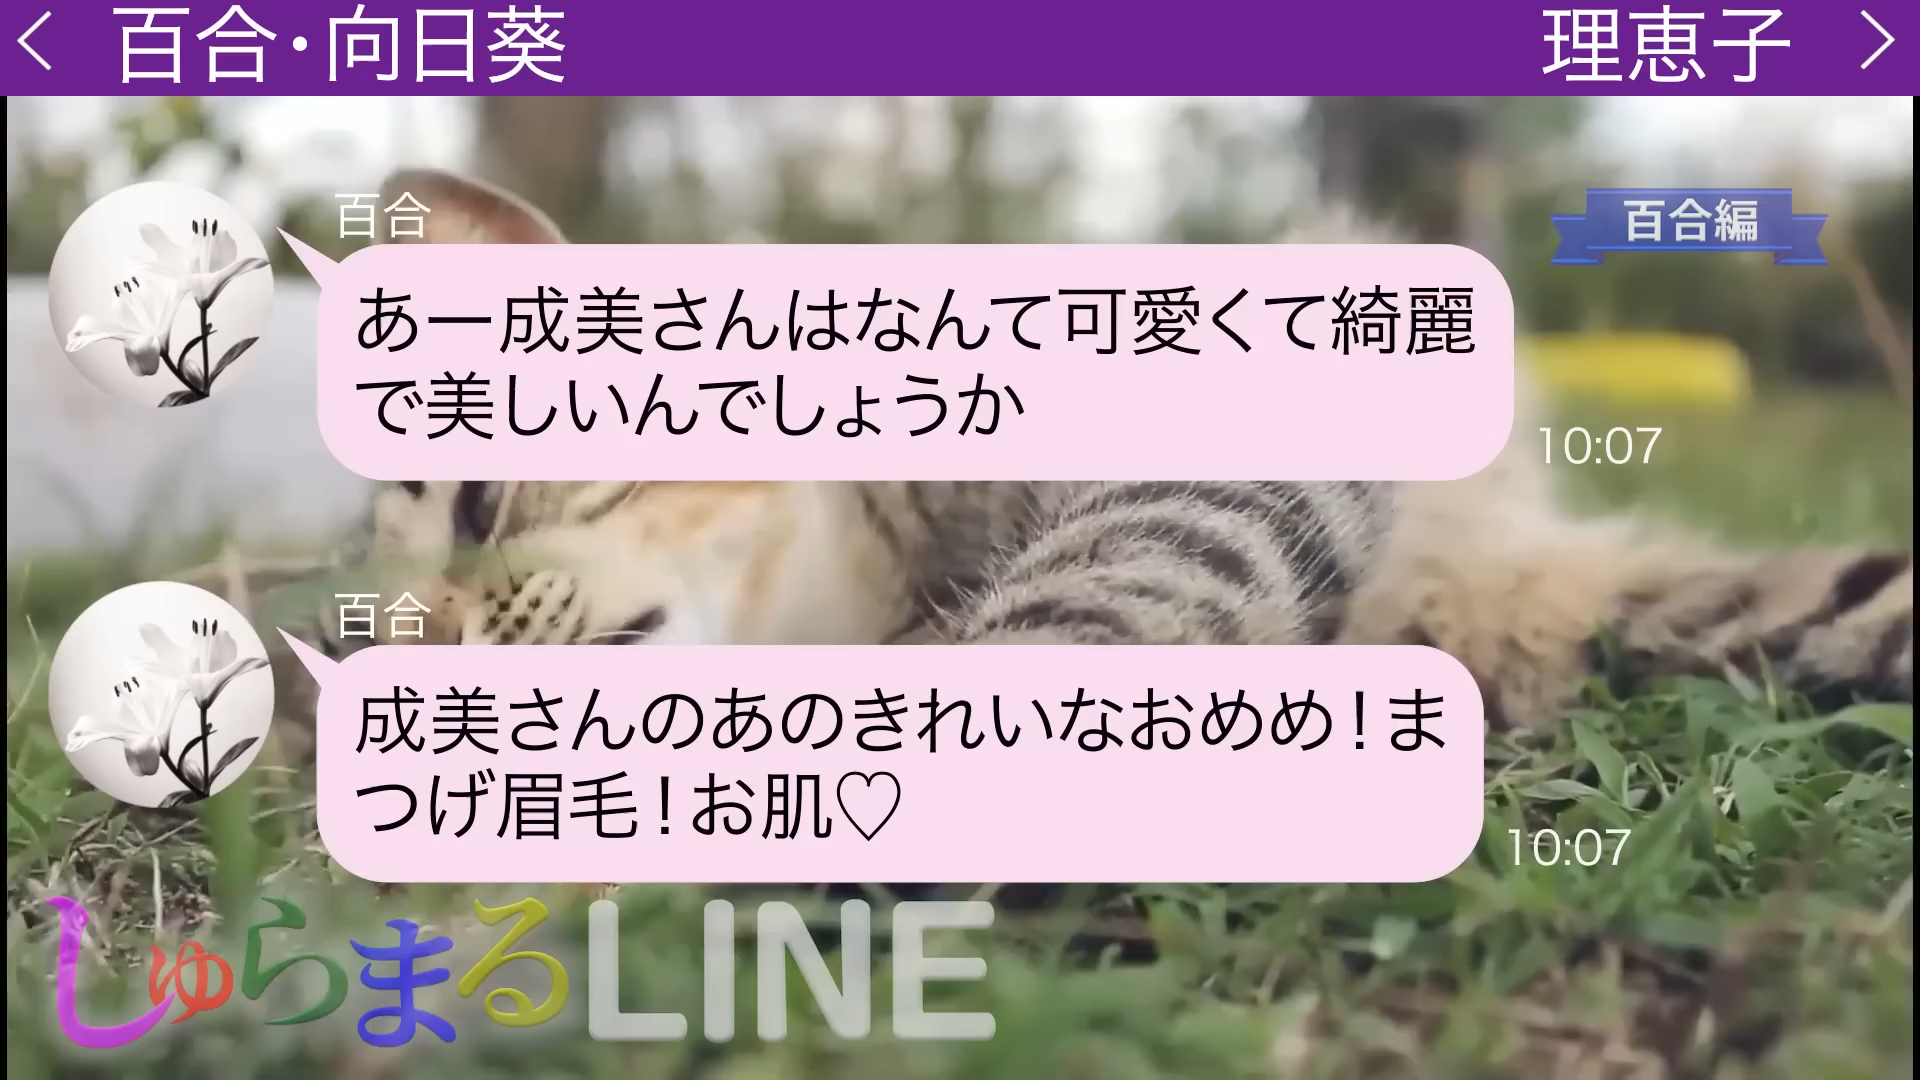 百合・向日葵
理恵子
百合編
百合
あー成美さんはなんて可愛くて綺麗
で美しいんでしょうか
10:07
百合
成美さんのあのきれいなおめめ！ま
つげ眉毛！お肌♡
10:07
しゅらまるLINE